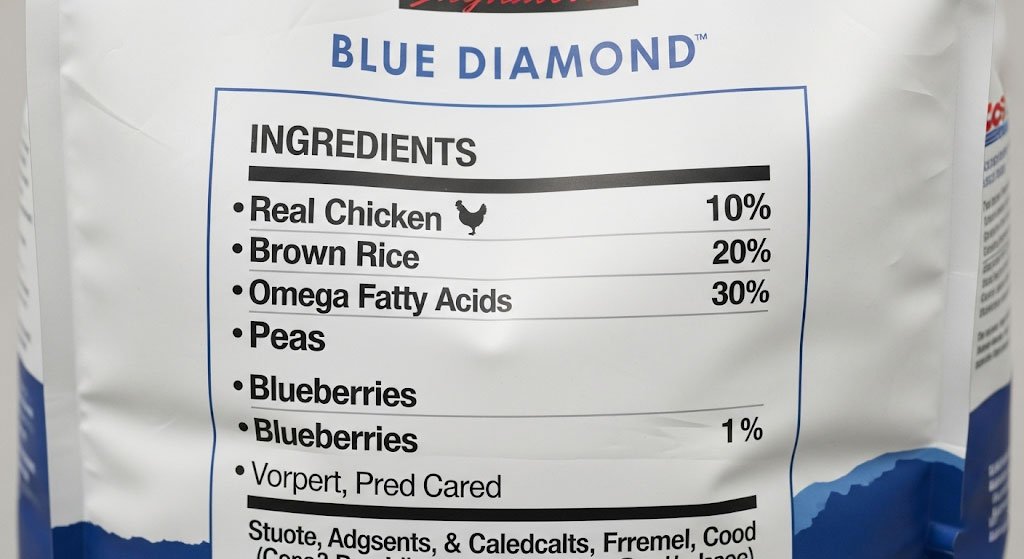 BLUE DIAMOND™
INGREDIENTS
• Real Chicken 10%
• Brown Rice 20%
• Omega Fatty Acids 30%
• Peas
• Blueberries
• Blueberries 1%
• Vorpert, Pred Cared
Stuote, Adgsents, & Caledcalts, Frremel, Cood